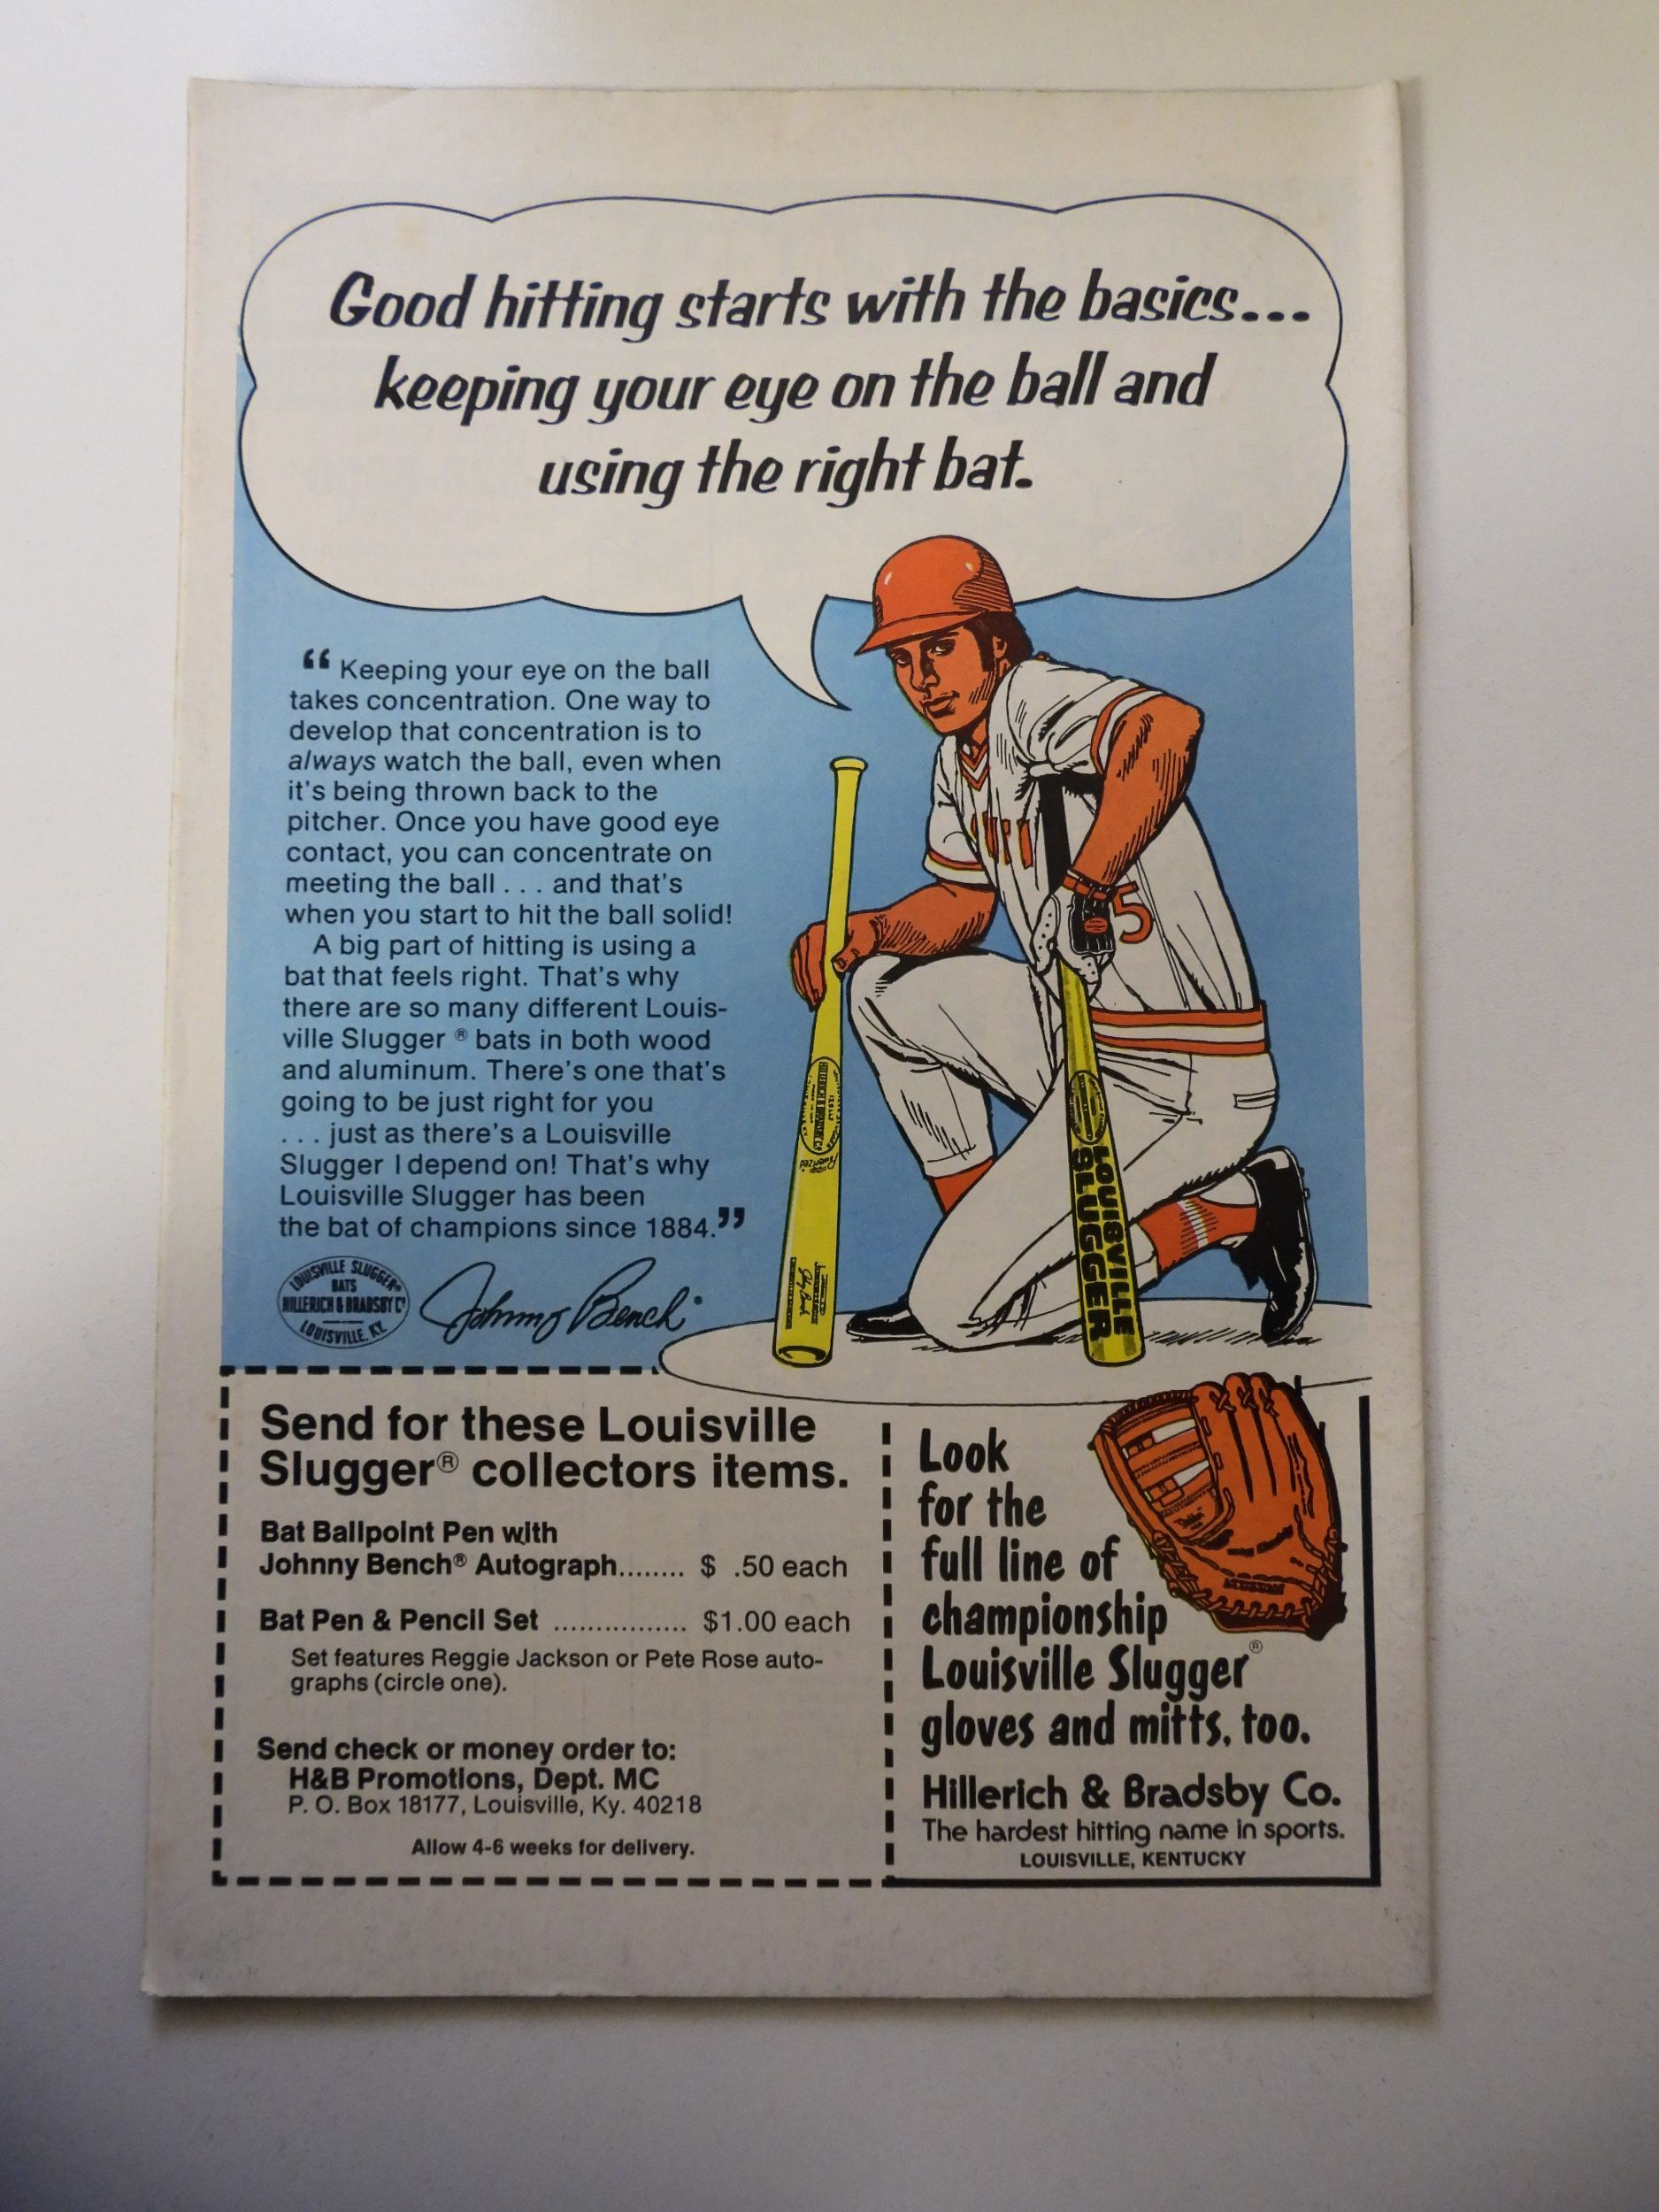 Good hitting starts with the basics...
keeping your eye on the ball and
using the right bat.
“Keeping your eye on the ball
takes concentration. One way to
develop that concentration is to
always watch the ball, even when
it's being thrown back to the
pitcher. Once you have good eye
contact, you can concentrate on
meeting the ball . . . and that's
when you start to hit the ball solid!
A big part of hitting is using a
bat that feels right. That's why
there are so many different Louis-
ville Slugger ® bats in both wood
and aluminum. There's one that's
going to be just right for you
. . . just as there's a Louisville
Slugger I depend on! That's why
Louisville Slugger has been
the bat of champions since 1884.”
LOUISVILLE SLUGGER®
BATS
HILLERICH & BRADSBY Cº
LOUISVILLE, KY.
Johnny Bench
5
LOUISVILLE
SLUGGER
Send for these Louisville
Slugger® collectors items.
Bat Ballpoint Pen with
Johnny Bench® Autograph........ $ .50 each
Bat Pen & Pencil Set ................ $1.00 each
Set features Reggie Jackson or Pete Rose auto-
graphs (circle one).
Send check or money order to:
H&B Promotions, Dept. MC
P. O. Box 18177, Louisville, Ky. 40218
Allow 4-6 weeks for delivery.
Look
for the
full line of
championship
Louisville Slugger®
gloves and mitts, too.
Hillerich & Bradsby Co.
The hardest hitting name in sports.
LOUISVILLE, KENTUCKY